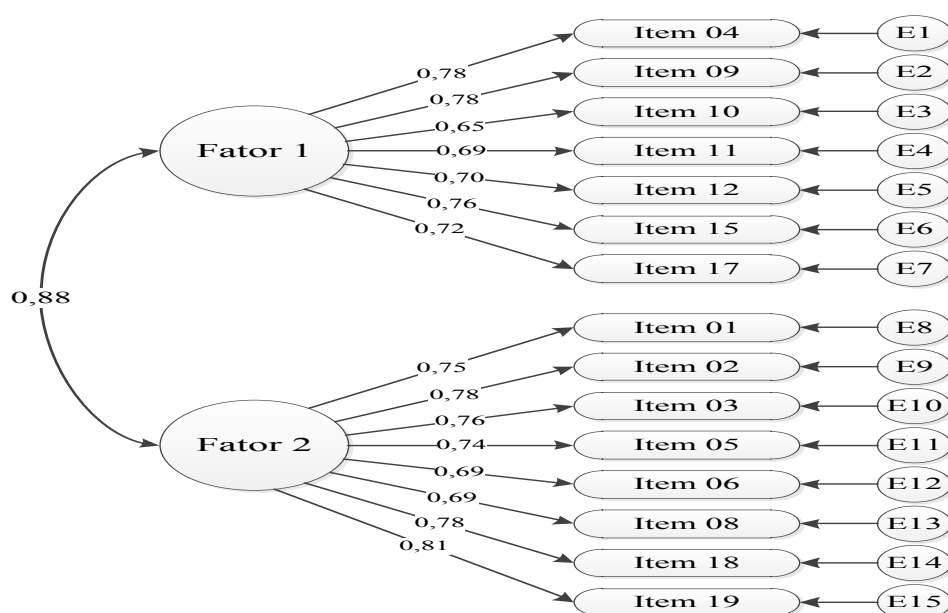 Item 04
E1
0,78
Item 09
E2
0,78
Item 10
E3
0,65
Fator 1
Item 11
E4
0,69
Item 12
E5
0,70
Item 15
E6
0,76
Item 17
E7
0,72
0,88
Item 01
E8
0,75
Item 02
E9
0,78
Item 03
E10
0,76
Fator 2
Item 05
E11
0,74
Item 06
E12
0,69
Item 08
E13
0,69
Item 18
E14
0,78
Item 19
E15
0,81